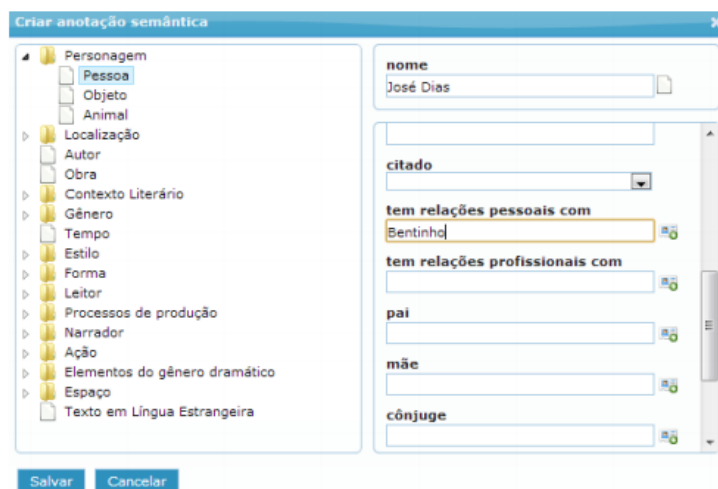 Criar anotação semântica
Personagem
Pessoa
Objeto
Animal
Localização
Autor
Obra
Contexto Literário
Gênero
Tempo
Estilo
Forma
Leitor
Processos de produção
Narrador
Ação
Elementos do gênero dramático
Espaço
Texto em Língua Estrangeira
nome
José Dias
citado
tem relações pessoais com
Bentinho
tem relações profissionais com
pai
mãe
cônjuge
Salvar
Cancelar